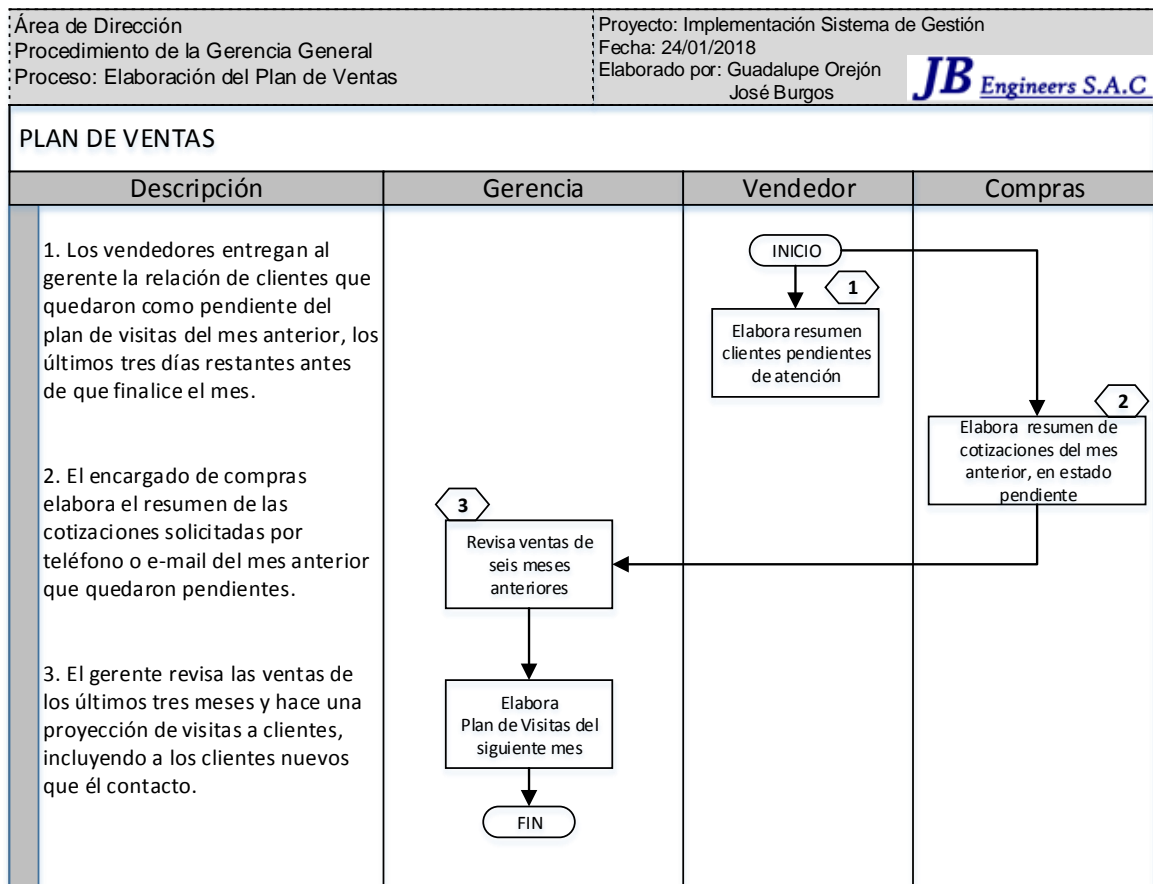 Área de Dirección
Procedimiento de la Gerencia General
Proceso: Elaboración del Plan de Ventas
Proyecto: Implementación Sistema de Gestión
Fecha: 24/01/2018
Elaborado por: Guadalupe Orejón
José Burgos
JB Engineers S.A.C
PLAN DE VENTAS
Descripción
Gerencia
Vendedor
Compras
1. Los vendedores entregan al
gerente la relación de clientes que
quedaron como pendiente del
plan de visitas del mes anterior, los
últimos tres días restantes antes
de que finalice el mes.
2. El encargado de compras
elabora el resumen de las
cotizaciones solicitadas por
teléfono o e-mail del mes anterior
que quedaron pendientes.
3. El gerente revisa las ventas de
los últimos tres meses y hace una
proyección de visitas a clientes,
incluyendo a los clientes nuevos
que él contacto.
INICIO
1
Elabora resumen
clientes pendientes
de atención
2
Elabora resumen de
cotizaciones del mes
anterior, en estado
pendiente
3
Revisa ventas de
seis meses
anteriores
Elabora
Plan de Visitas del
siguiente mes
FIN